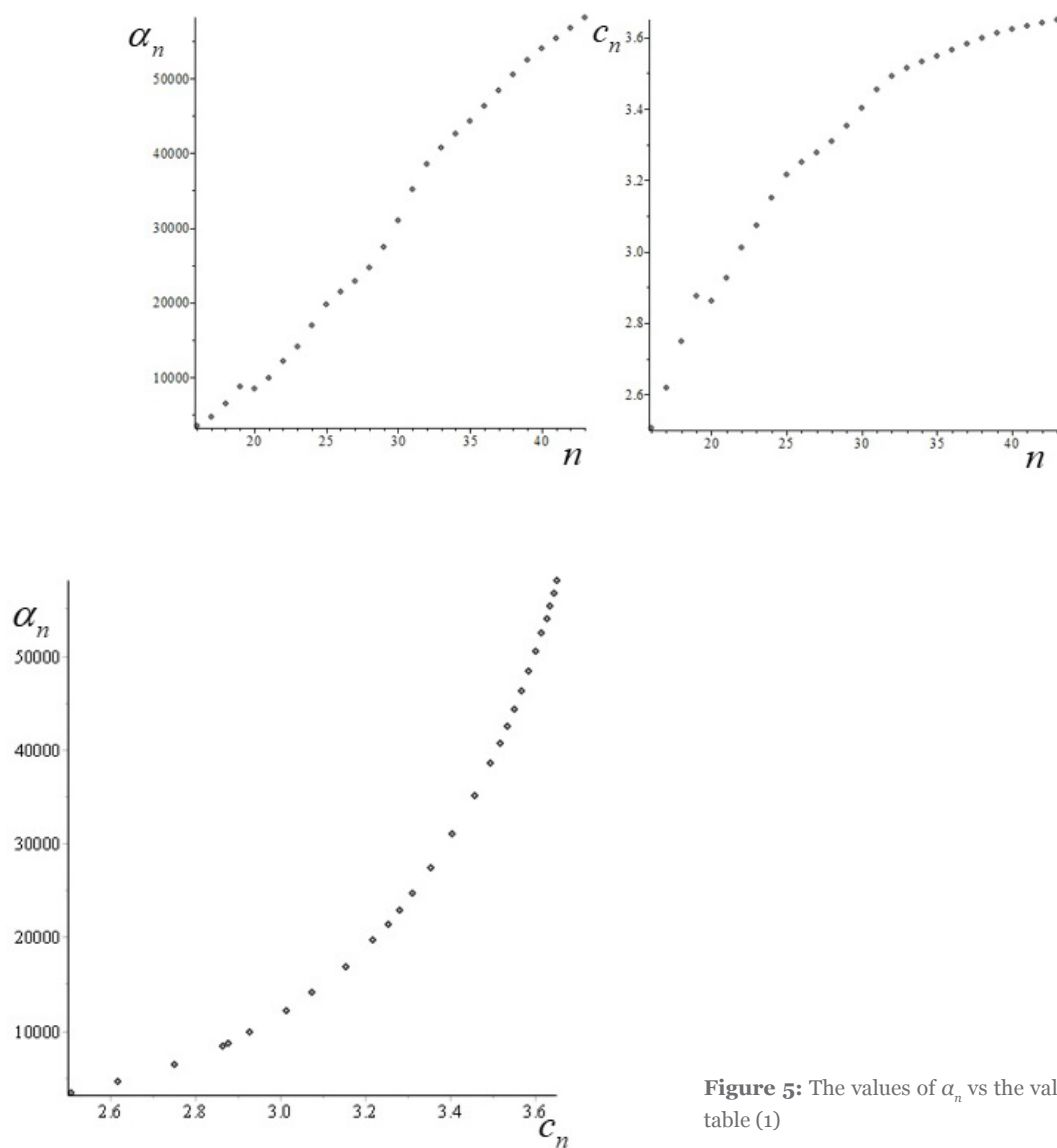 α_n
50000
40000
30000
20000
10000
20 25 30 35 40
n
c_n
3.6
3.4
3.2
3.0
2.8
2.6
20 25 30 35 40
n
α_n
50000
40000
30000
20000
10000
2.6 2.8 3.0 3.2 3.4 3.6
c_n
Figure 5: The values of α_n vs the val
table (1)